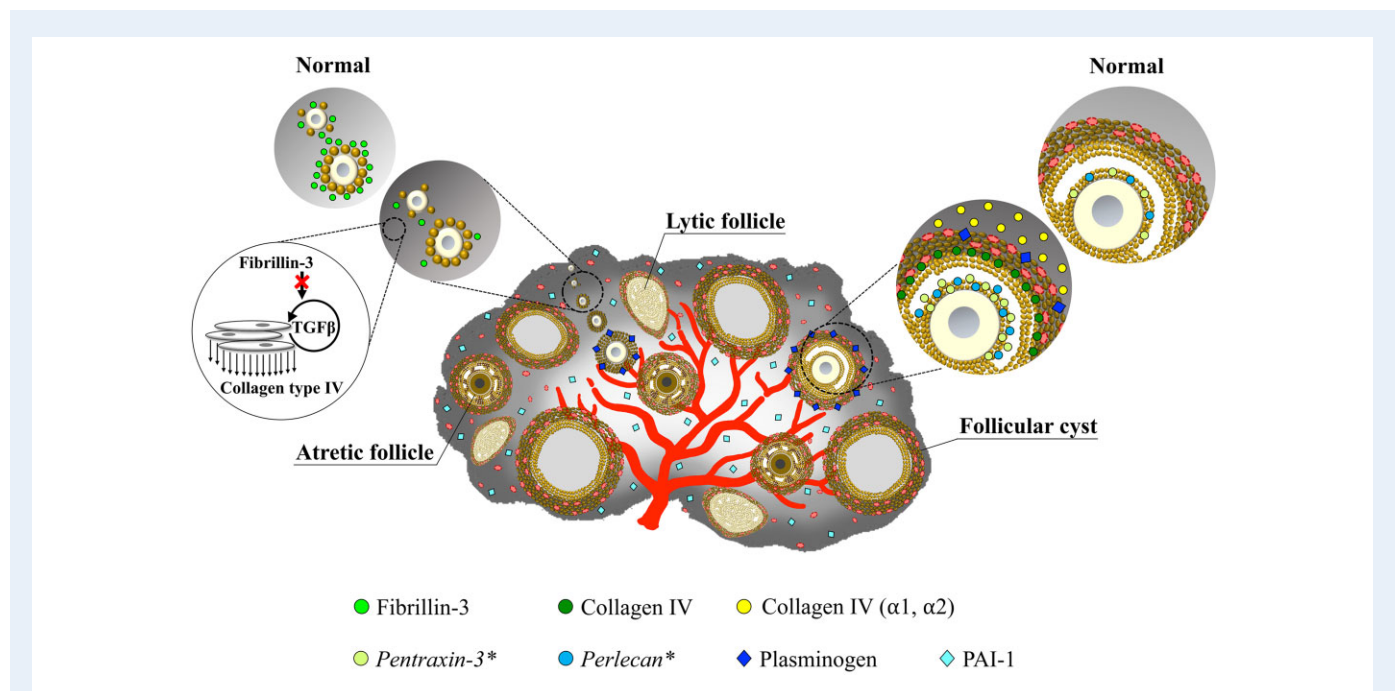 Normal
Normal
Lytic follicle
Fibrillin-3
TGFβ
Collagen type IV
Atretic follicle
Follicular cyst
Fibrillin-3
Collagen IV
Collagen IV (α1, α2)
Pentraxin-3*
Perlecan*
Plasminogen
PAI-1